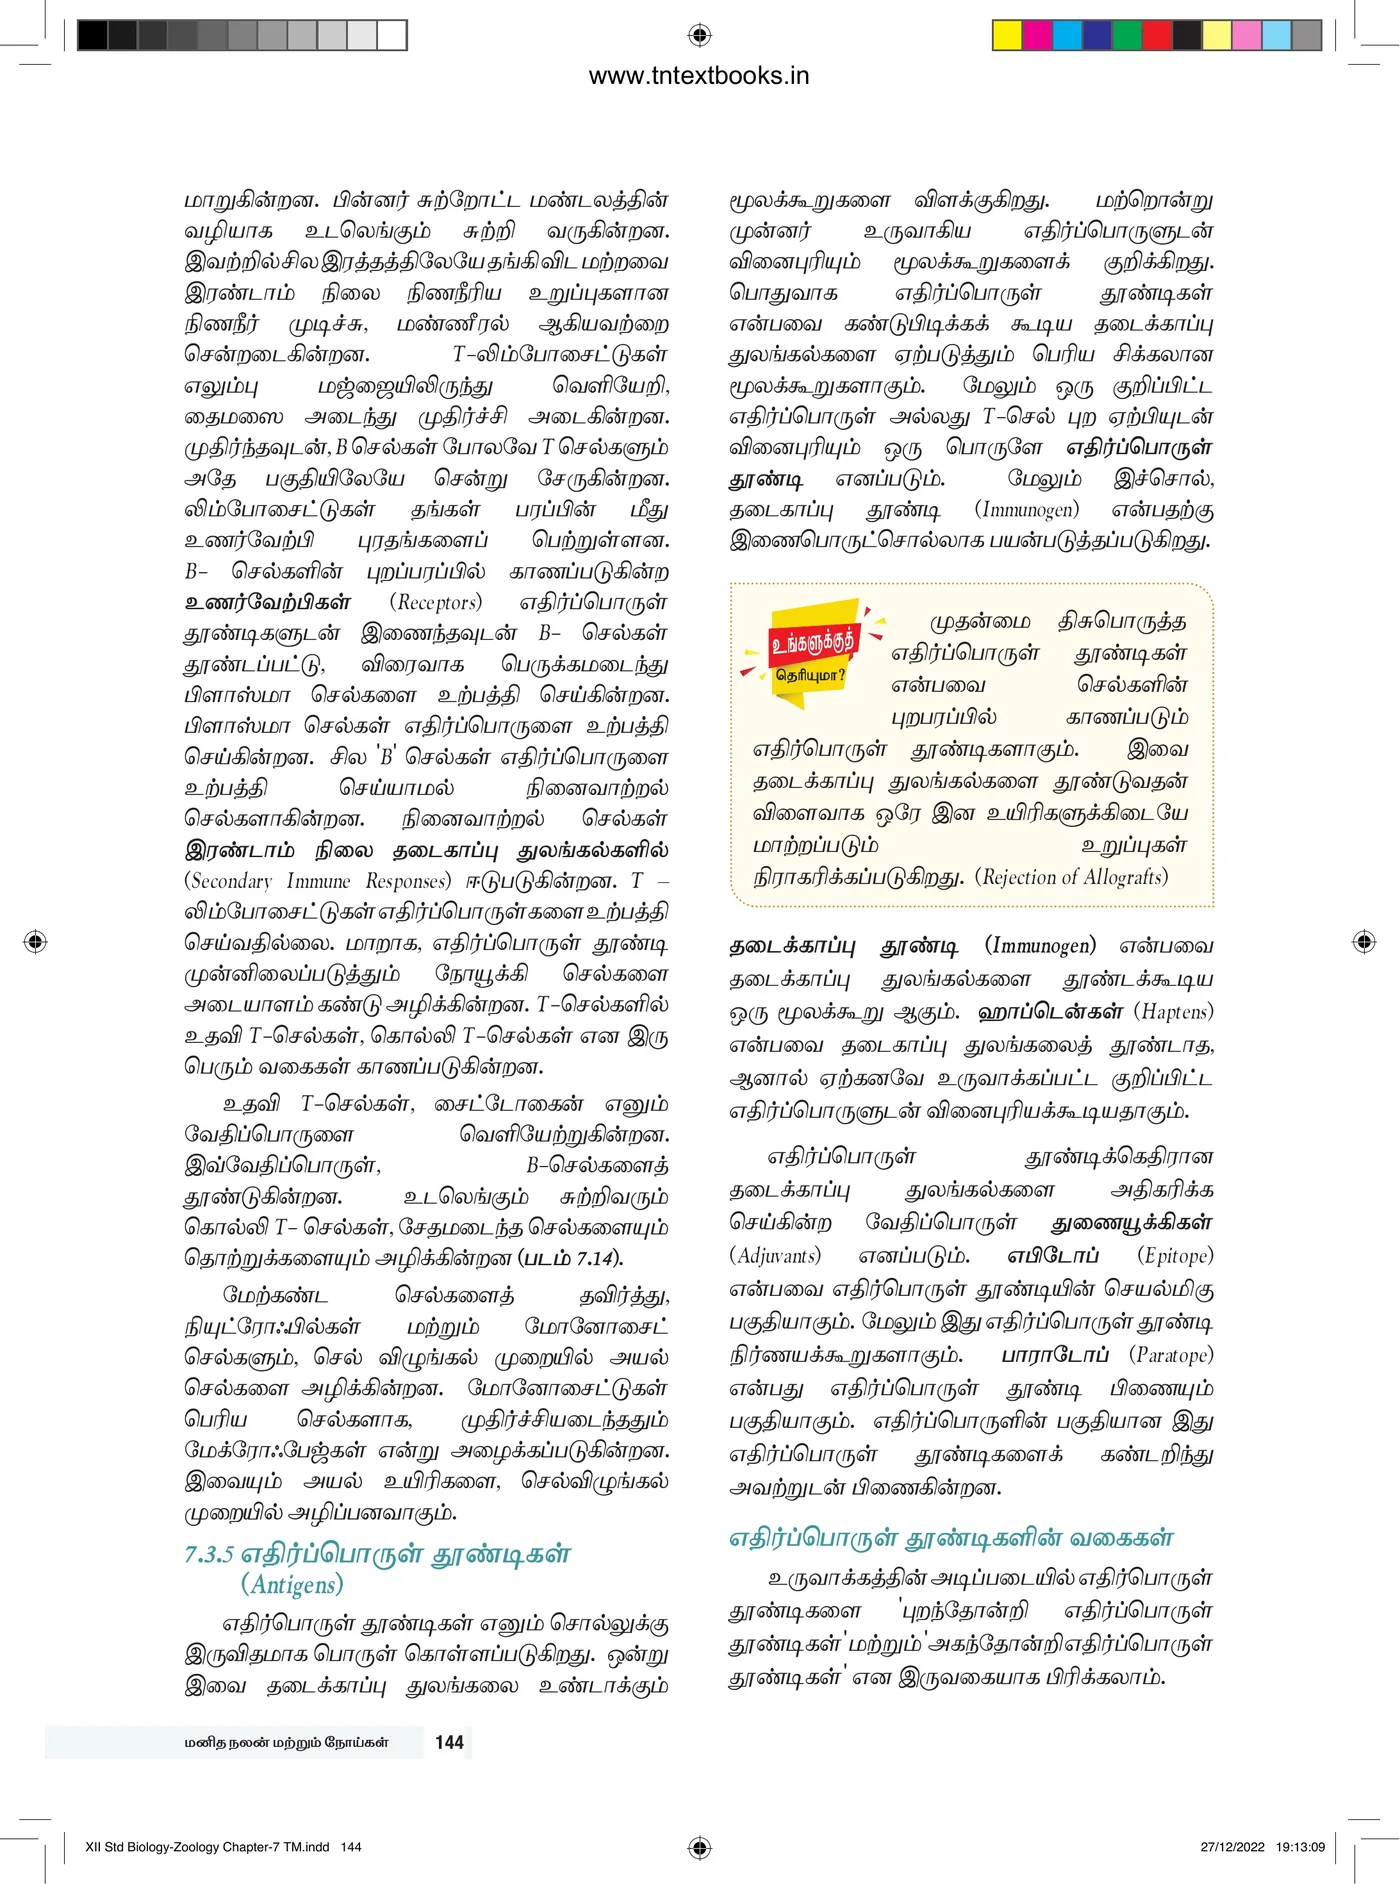 www.tntextbooks.in
மாறுகின்றன. பின்னர் சுற்றோட்ட மண்டலத்தின்
வழியாக உடலெங்கும் சுற்றி வருகின்றன.
இவற்றில் சில இரத்தத்திலேயே தங்கிவிட மற்றவை
இரண்டாம் நிலை நிணநீரிய உறுப்புகளான
நிணநீர் முடிச்சு, மண்ணீரல் ஆகியவற்றை
சென்றடைகின்றன. T-லிம்போசைட்டுகள்
எலும்பு மஜ்ஜையிலிருந்து வெளியேறி,
தைமஸை அடைந்து முதிர்ச்சி அடைகின்றன.
முதிர்ந்தவுடன், B செல்கள் போலவே T செல்களும்
அதே பகுதியிலேயே சென்று சேருகின்றன.
லிம்போசைட்டுகள் தங்கள் பரப்பின் மீது
உணர்வேற்பி புரதங்களைப் பெற்றுள்ளன.
B- செல்களின் புறப்பரப்பில் காணப்படுகின்ற
உணர்வேற்பிகள் (Receptors) எதிர்ப்பொருள்
தூண்டிகளுடன் இணைந்தவுடன் B- செல்கள்
தூண்டப்பட்டு, விரைவாக பெருக்கமடைந்து
பிளாஸ்மா செல்களை உற்பத்தி செய்கின்றன.
பிளாஸ்மா செல்கள் எதிர்ப்பொருளை உற்பத்தி
செய்கின்றன. சில 'B' செல்கள் எதிர்ப்பொருளை
உற்பத்தி செய்யாமல் நினைவாற்றல்
செல்களாகின்றன. நினைவாற்றல் செல்கள்
இரண்டாம் நிலை தடைகாப்பு துலங்கல்களில்
(Secondary Immune Responses) ஈடுபடுகின்றன. T –
லிம்போசைட்டுகள் எதிர்ப்பொருள்களை உற்பத்தி
செய்வதில்லை. மாறாக, எதிர்ப்பொருள் தூண்டி
முன்னிலைப்படுத்தும் நோயூக்கி செல்களை
அடையாளம் கண்டு அழிக்கின்றன. T-செல்களில்
உதவி T-செல்கள், கொல்லி T-செல்கள் என இரு
பெரும் வகைகள் காணப்படுகின்றன.
உதவி T-செல்கள், சைட்டோகைன் எனும்
வேதிப்பொருளை வெளியேற்றுகின்றன.
இவ்வேதிப்பொருள், B-செல்களைத்
தூண்டுகின்றன. உடலெங்கும் சுற்றிவரும்
கொல்லி T- செல்கள், சேதமடைந்த செல்களையும்
தொற்றுக்களையும் அழிக்கின்றன (படம் 7.14).
மேற்கண்ட செல்களைத் தவிர்த்து,
நியுட்ரோஃபில்கள் மற்றும் மோனோசைட்
செல்களும், செல் விழுங்கல் முறையில் அயல்
செல்களை அழிக்கின்றன. மோனோசைட்டுகள்
பெரிய செல்களாக, முதிர்ச்சியடைந்ததும்
மேக்ரோஃபேஜ்கள் என்று அழைக்கப்படுகின்றன.
இவையும் அயல் உயிரிகளை, செல்விழுங்கல்
முறையில் அழிப்பனவாகும்.
7.3.5 எதிர்ப்பொருள் தூண்டிகள்
(Antigens)
எதிர்பொருள் தூண்டிகள் எனும் சொல்லுக்கு
இருவிதமாக பொருள் கொள்ளப்படுகிறது. ஒன்று
இவை தடைக்காப்பு துலங்கலை உண்டாக்கும்
மூலக்கூறுகளை விளக்குகிறது. மற்றொன்று
முன்னர் உருவாகிய எதிர்ப்பொருளுடன்
வினைபுரியும் மூலக்கூறுகளைக் குறிக்கிறது.
பொதுவாக எதிர்ப்பொருள் தூண்டிகள்
என்பவை கண்டுபிடிக்கக் கூடிய தடைக்காப்பு
துலங்கல்களை ஏற்படுத்தும் பெரிய சிக்கலான
மூலக்கூறுகளாகும். மேலும் ஒரு குறிப்பிட்ட
எதிர்ப்பொருள் அல்லது T-செல் புற ஏற்பியுடன்
வினைபுரியும் ஒரு பொருளே எதிர்ப்பொருள்
தூண்டி எனப்படும். மேலும் இச்சொல்,
தடைகாப்பு தூண்டி (Immunogen) என்பதற்கு
இணைபொருட்சொல்லாக பயன்படுத்தப்படுகிறது.
உங்களுக்குத்
தெரியுமா?
முதன்மை திசுபொருத்த
எதிர்ப்பொருள் தூண்டிகள்
என்பவை செல்களின்
புறபரப்பில் காணப்படும்
எதிர்பொருள் தூண்டிகளாகும். இவை
தடைக்காப்பு துலங்கல்களை தூண்டுவதன்
விளைவாக ஒரே இன உயிரிகளுக்கிடையே
மாற்றப்படும் உறுப்புகள்
நிராகரிக்கப்படுகிறது. (Rejection of Allografts)
தடைக்காப்பு தூண்டி (Immunogen) என்பவை
தடைக்காப்பு துலங்கல்களை தூண்டக்கூடிய
ஒரு மூலக்கூறு ஆகும். ஹாப்டென்கள் (Haptens)
என்பவை தடைகாப்பு துலங்கலைத் தூண்டாத,
ஆனால் ஏற்கனவே உருவாக்கப்பட்ட குறிப்பிட்ட
எதிர்ப்பொருளுடன் வினைபுரியக்கூடியதாகும்.
எதிர்ப்பொருள் தூண்டிக்கெதிரான
தடைக்காப்பு துலங்கல்களை அதிகரிக்க
செய்கின்ற வேதிப்பொருள் துணையூக்கிகள்
(Adjuvants) எனப்படும். எபிடோப் (Epitope)
என்பவை எதிர்பொருள் தூண்டியின் செயல்மிகு
பகுதியாகும். மேலும் இது எதிர்ப்பொருள் தூண்டி
நிர்ணயக்கூறுகளாகும். பாராடோப் (Paratope)
என்பது எதிர்ப்பொருள் தூண்டி பிணையும்
பகுதியாகும். எதிர்ப்பொருளின் பகுதியான இது
எதிர்ப்பொருள் தூண்டிகளைக் கண்டறிந்து
அவற்றுடன் பிணைகின்றன.
எதிர்ப்பொருள் தூண்டிகளின் வகைகள்
உருவாக்கத்தின் அடிப்படையில் எதிர்பொருள்
தூண்டிகளை 'புறந்தோன்றி எதிர்ப்பொருள்
தூண்டிகள்' மற்றும் 'அகந்தோன்றி எதிர்ப்பொருள்
தூண்டிகள்' என இருவகையாக பிரிக்கலாம்.
மனித நலன் மற்றும் நோய்கள் 144
XII Std Biology-Zoology Chapter-7 TM.indd 144 27/12/2022 19:13:09